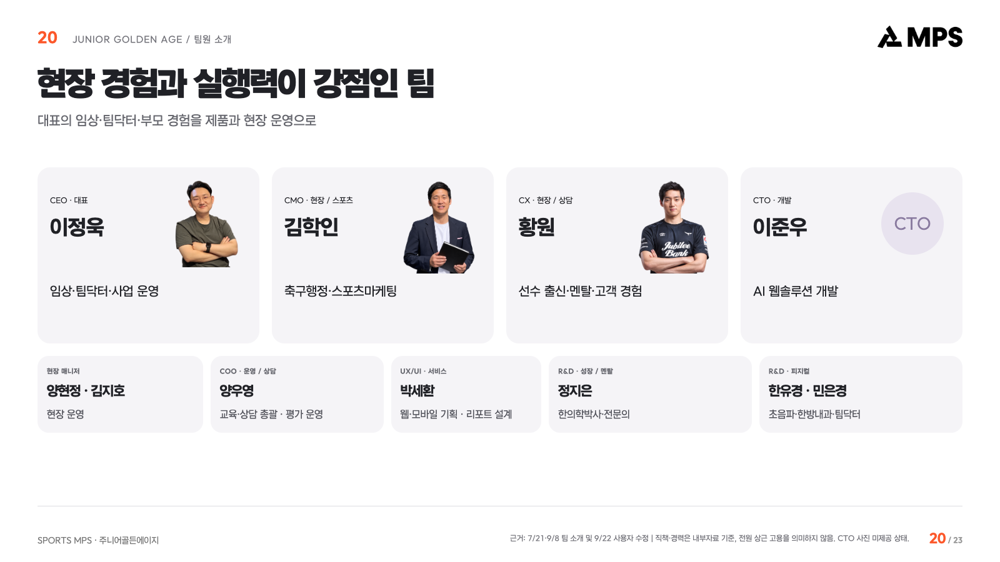 20 JUNIOR GOLDEN AGE / 팀원 소개
MPS
현장 경험과 실행력이 강점인 팀
대표의 임상·팀닥터·부모 경험을 제품과 현장 운영으로
CEO · 대표
이정욱
임상·팀닥터·사업 운영
CMO · 현장 / 스포츠
김학인
축구행정·스포츠마케팅
CX · 현장 / 상담
황원
Jubilee
Bank
선수 출신·멘탈·고객 경험
CTO · 개발
이준우
CTO
AI 웹솔루션 개발
현장 매니저
양현정 · 김지호
현장 운영
COO · 운영 / 상담
양우영
교육·상담 총괄 · 평가 운영
UX/UI · 서비스
박세환
웹·모바일 기획 · 리포트 설계
R&D · 성장 / 멘탈
정지은
한의학박사·전문의
R&D · 피지컬
한유경 · 민은경
초음파·한방내과·팀닥터
SPORTS MPS · 주니어골든에이지
근거: 7/21·9/8 팀 소개 및 9/22 사용자 수정 | 직책·경력은 내부자료 기준, 전원 상근 고용을 의미하지 않음. CTO 사진 미제공 상태.
20 / 23